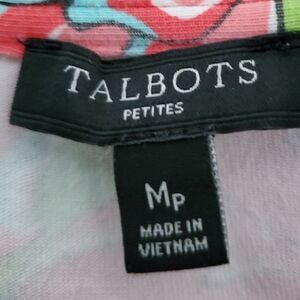 TALBOTS
PETITES
MP
MADE IN
VIETNAM